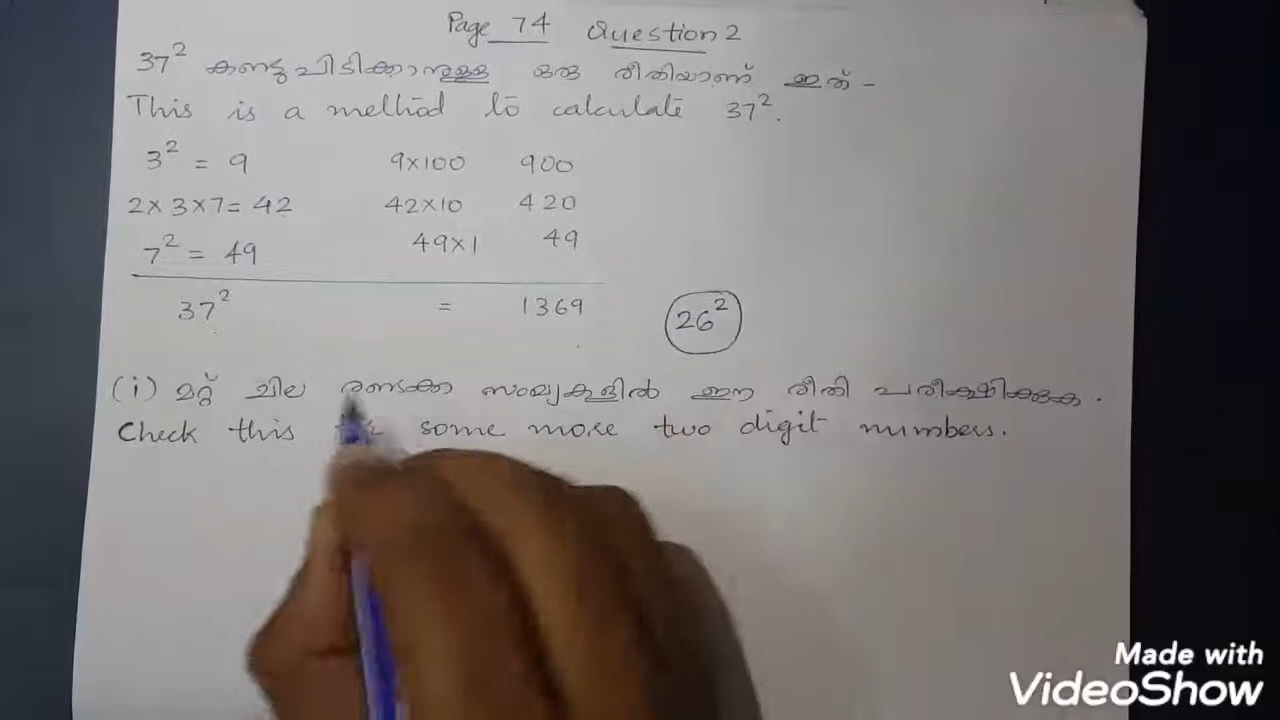 Page 74 Question 2
37² കണ്ടുപിടിക്കാനുള്ള ഒരു രീതിയാണ് ഇത് -
This is a method to calculate 37².
3² = 9 9×100 900
2×3×7= 42 42×10 420
7² = 49 49×1 49
37² = 1369
26²
(i) മറ്റ് ചില രണ്ടക്ക സംഖ്യകളിൽ ഈ രീതി പരീക്ഷിക്കുക.
Check this some more two digit numbers.
Made with
VideoShow